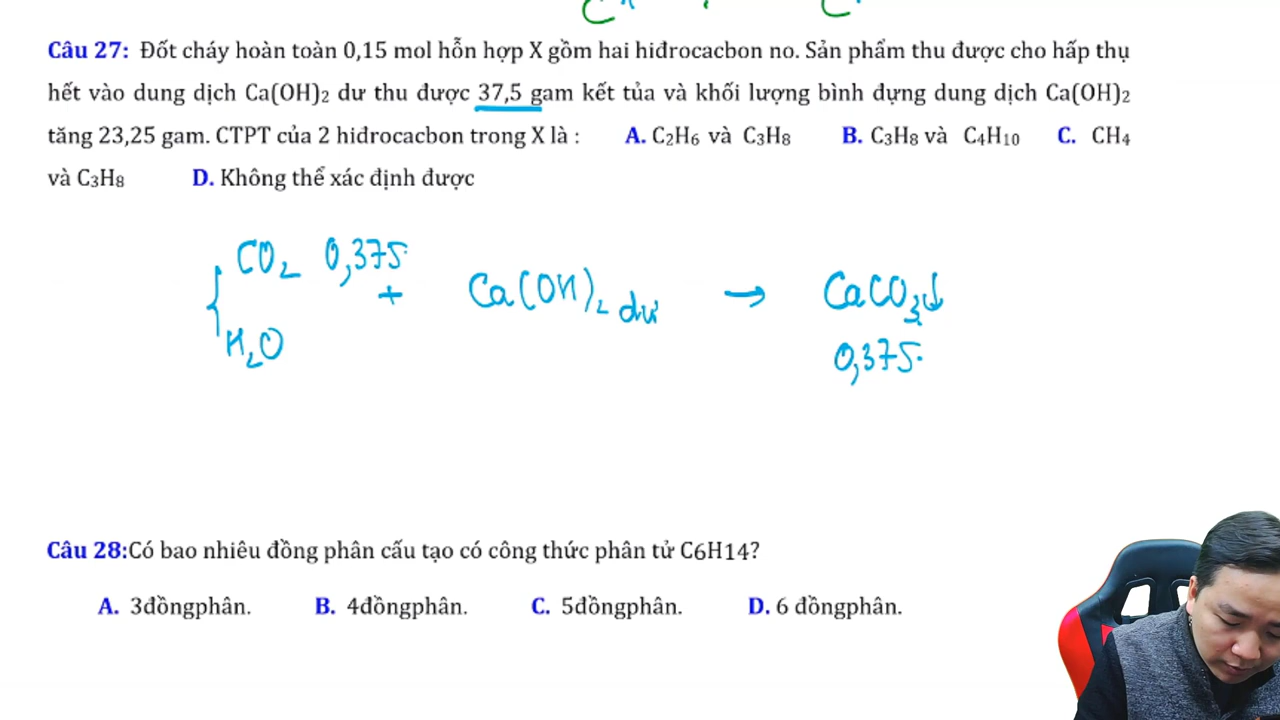 Câu 27: Đốt cháy hoàn toàn 0,15 mol hỗn hợp X gồm hai hiđrocacbon no. Sản phẩm thu được cho hấp thụ
hết vào dung dịch Ca(OH)2 dư thu được 37,5 gam kết tủa và khối lượng bình đựng dung dịch Ca(OH)2
tăng 23,25 gam. CTPT của 2 hiđrocacbon trong X là : A. C2H6 và C3H8 B. C3H8 và C4H10 C. CH4
và C3H8 D. Không thể xác định được
CO2 0,375
+ Ca(OH)2 dư → CaCO3↓
H2O
0,375
Câu 28:Có bao nhiêu đồng phân cấu tạo có công thức phân tử C6H14?
A. 3đồngphân. B. 4đồngphân. C. 5đồngphân. D. 6 đồngphân.